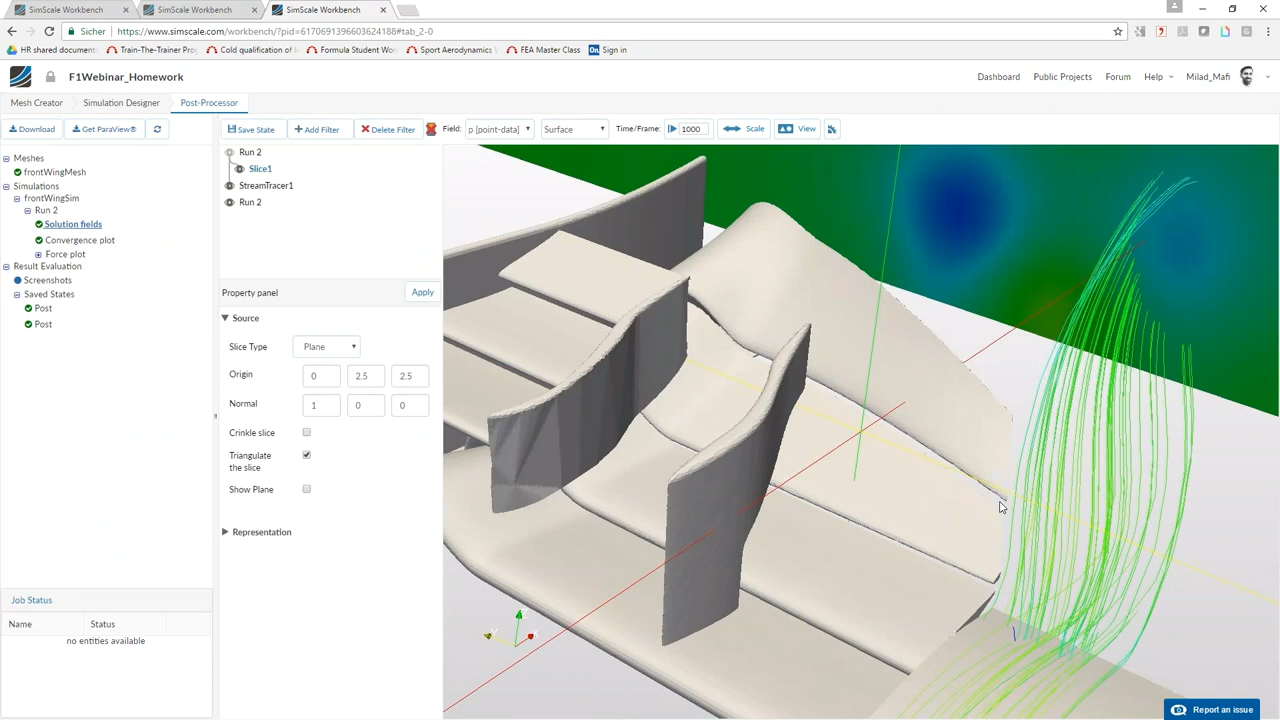 SimScale Workbench
SimScale Workbench
SimScale Workbench
Sicher
https://www.simscale.com/workbench/?pid=6170691396603624188#tab_2-0
HR shared document
Train-The-Trainer Pro
Cold qualification of
Formula Student Wor
Sport Aerodynamics
FEA Master Class
On
Sign in
F1Webinar_Homework
Dashboard
Public Projects
Forum
Help
Milad_Mafi
Mesh Creator
Simulation Designer
Post-Processor
Download
Get ParaView®
Save State
Add Filter
Delete Filter
Field:
p [point-data]
Surface
Time/Frame:
1000
Scale
View
Meshes
frontWingMesh
Simulations
frontWingSim
Run 2
Solution fields
Convergence plot
Force plot
Result Evaluation
Screenshots
Saved States
Post
Post
Run 2
Slice1
StreamTracer1
Run 2
Property panel
Apply
Source
Slice Type
Plane
Origin
0
2.5
2.5
Normal
1
0
0
Crinkle slice
Triangulate
the slice
Show Plane
Representation
Job Status
Name
Status
no entities available
Report an issue